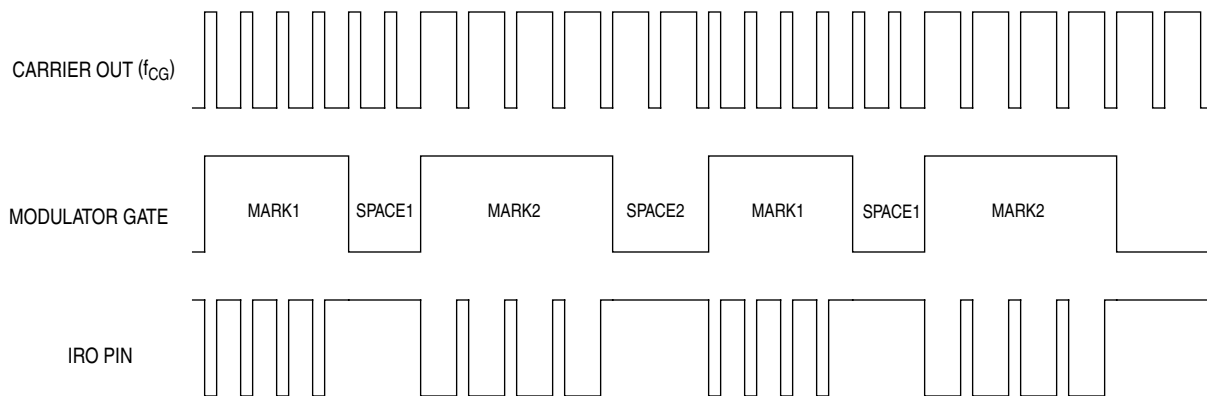 CARRIER OUT (fCG)
MODULATOR GATE
MARK1 SPACE1 MARK2 SPACE2 MARK1 SPACE1 MARK2
IRO PIN